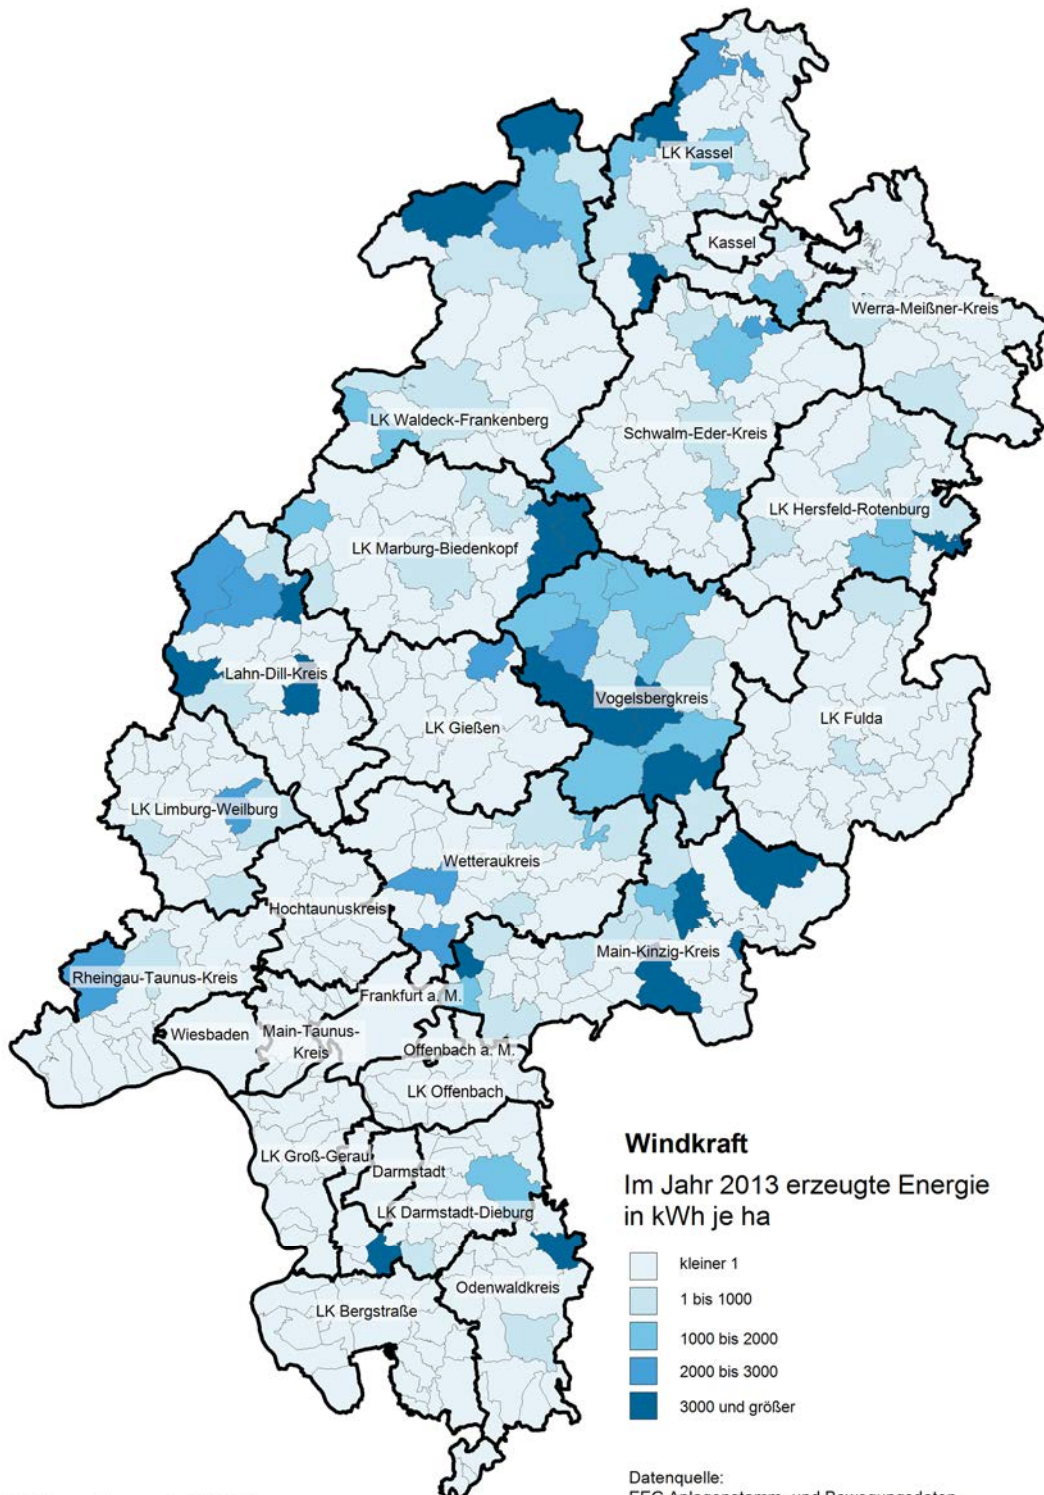 LK Kassel
Kassel
Werra-Meißner-Kreis
LK Waldeck-Frankenberg
Schwalm-Eder-Kreis
LK Hersfeld-Rotenburg
LK Marburg-Biedenkopf
Lahn-Dill-Kreis
Vogelsbergkreis
LK Gießen
LK Fulda
LK Limburg-Weilburg
Wetteraukreis
Hochtaunuskreis
Main-Kinzig-Kreis
Rheingau-Taunus-Kreis
Frankfurt a. M.
Wiesbaden
Main-Taunus-
Kreis
Offenbach a. M.
LK Offenbach
LK Groß-Gerau
Darmstadt
LK Darmstadt-Dieburg
Odenwaldkreis
LK Bergstraße
Windkraft
Im Jahr 2013 erzeugte Energie
in kWh je ha
kleiner 1
1 bis 1000
1000 bis 2000
2000 bis 3000
3000 und größer
Datenquelle:
EEG Anlagenstamm- und Bewegungsdaten